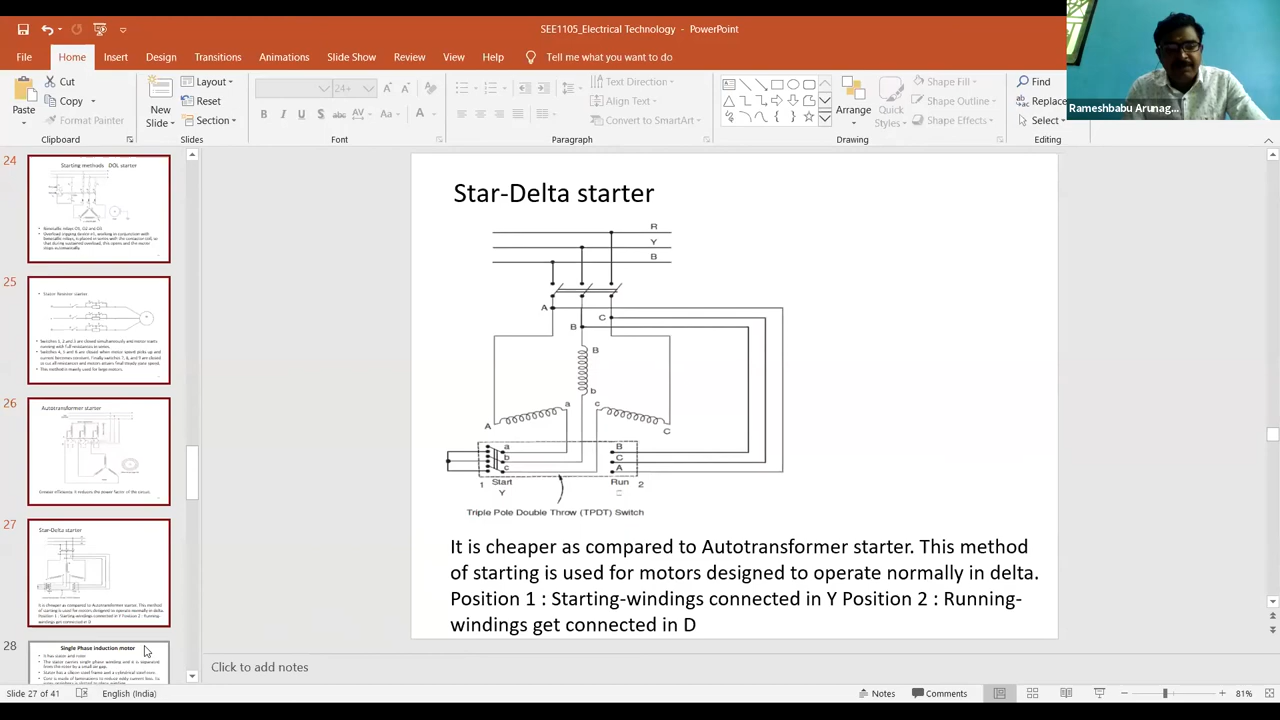 SEE1105_Electrical Technology - PowerPoint
File Home Insert Design Transitions Animations Slide Show Review View Help Tell me what you want to do
Paste
Cut
Copy
Format Painter
Clipboard
New
Slide
Layout
Reset
Section
Slides
24+
Font
Text Direction
Align Text
Convert to SmartArt
Paragraph
Arrange
Quick
Styles
Shape Fill
Shape Outline
Shape Effects
Drawing
Find
Replace
Select
Editing
Rameshbabu Arunag...
24
Starting methods DOL starter
25
Stator Resistor starter
26
Autotransformer starter
27
Star-Delta starter
28
Single Phase induction motor
Star-Delta starter
R
Y
B
A
C
B
B
b
a c
A
C
a
b
c
B
C
A
1 Start
Y
Run 2
Triple Pole Double Throw (TPDT) Switch
It is cheaper as compared to Autotransformer starter. This method
of starting is used for motors designed to operate normally in delta.
Position 1 : Starting-windings connected in Y Position 2 : Running-
windings get connected in D
Click to add notes
Slide 27 of 41 English (India) Notes Comments 81%